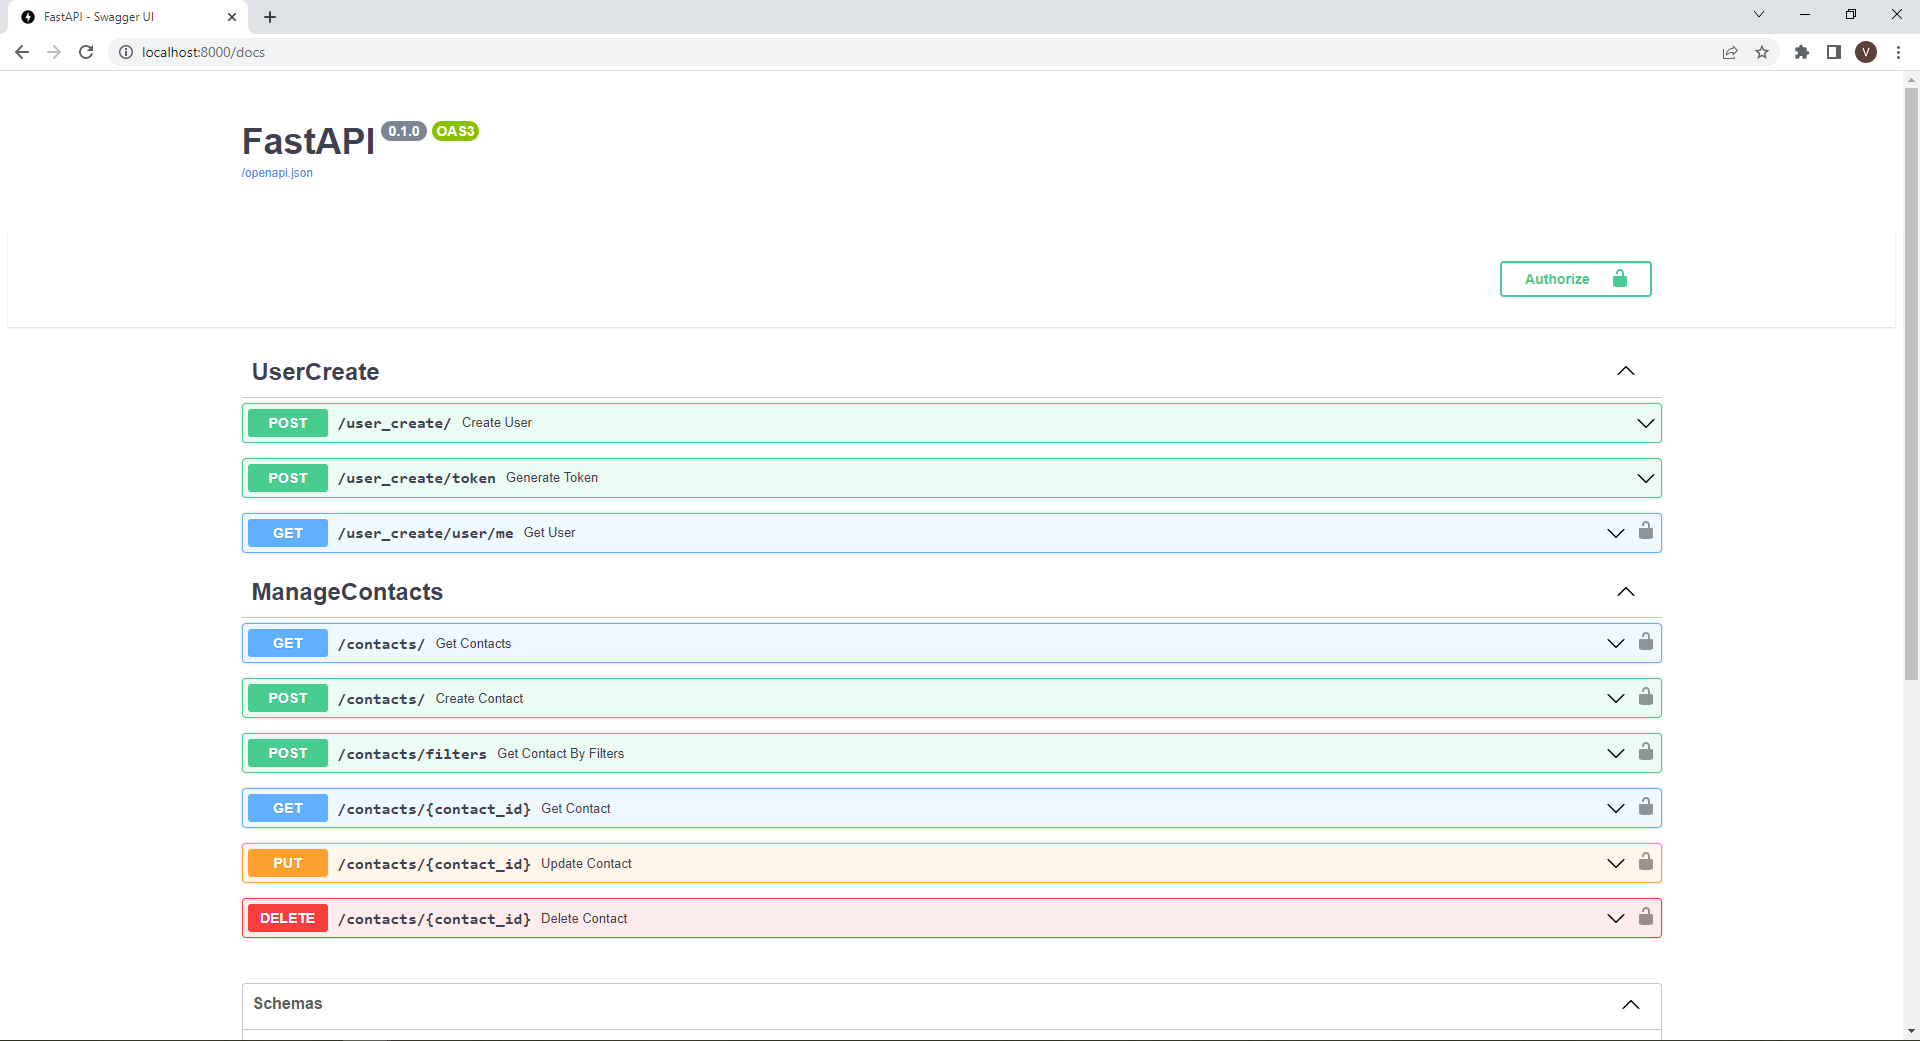 FastAPI - Swagger UI
localhost:8000/docs
V
FastAPI 0.1.0 OAS3
/openapi.json
Authorize
UserCreate
POST /user_create/ Create User
POST /user_create/token Generate Token
GET /user_create/user/me Get User
ManageContacts
GET /contacts/ Get Contacts
POST /contacts/ Create Contact
POST /contacts/filters Get Contact By Filters
GET /contacts/{contact_id} Get Contact
PUT /contacts/{contact_id} Update Contact
DELETE /contacts/{contact_id} Delete Contact
Schemas